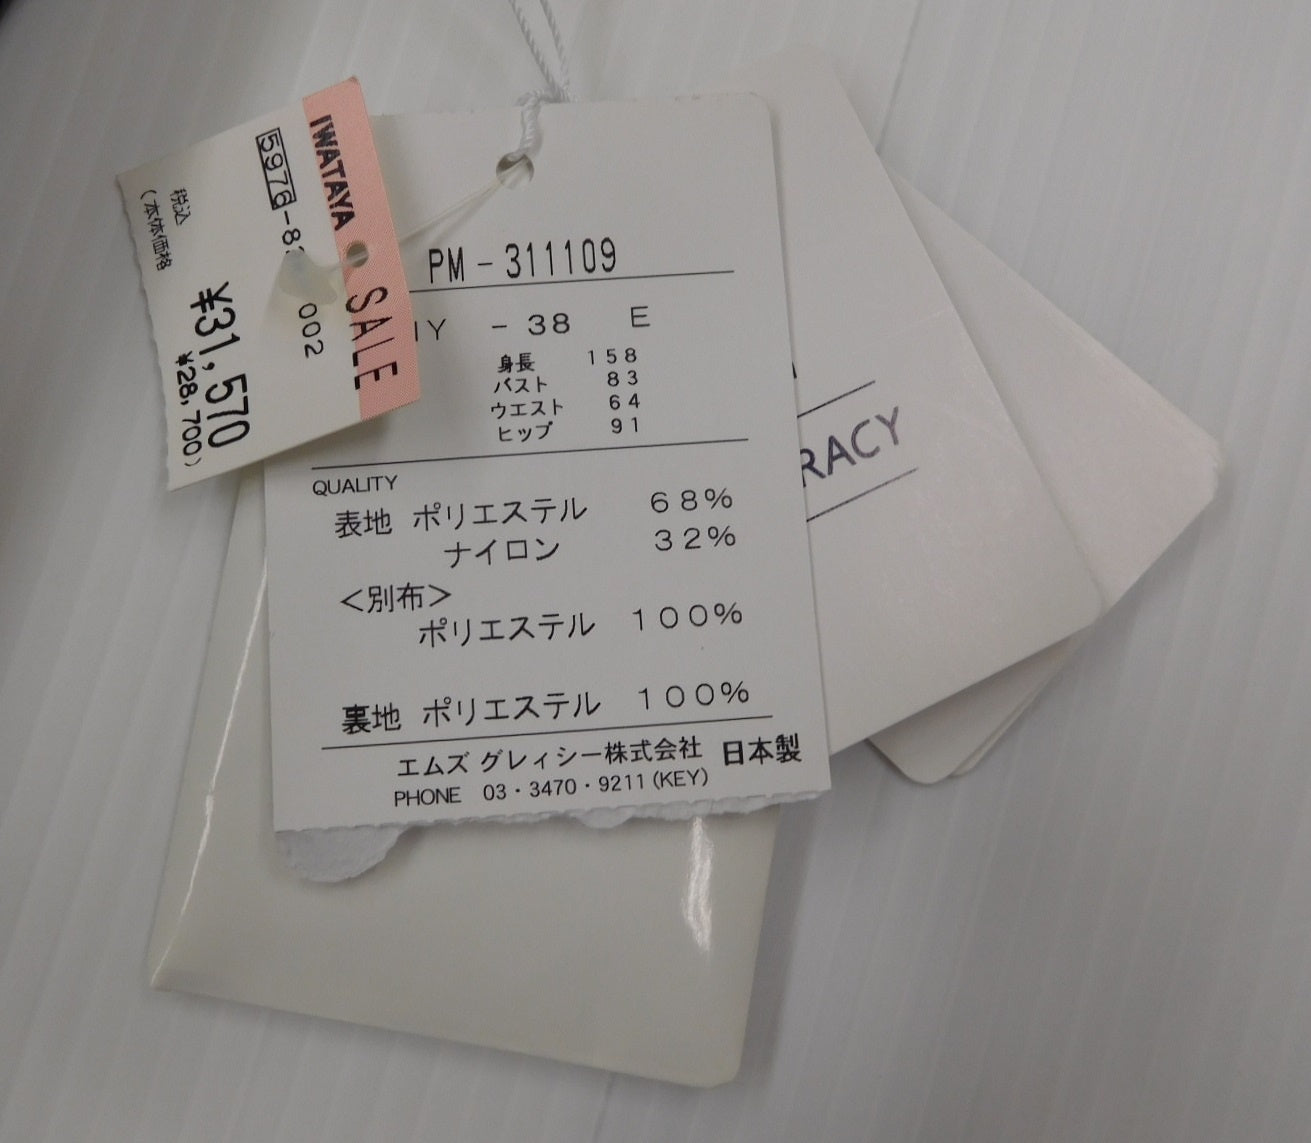 IWATAYA SALE
5976-8
002
税込 ¥31,570
(本体価格 ¥28,700)
PM-311109
IY -38 E
身長 158
バスト 83
ウエスト 64
ヒップ 91
QUALITY
表地 ポリエステル 68%
ナイロン 32%
<別布>
ポリエステル 100%
裏地 ポリエステル 100%
エムズ グレィシー株式会社 日本製
PHONE 03・3470・9211(KEY)
RACY